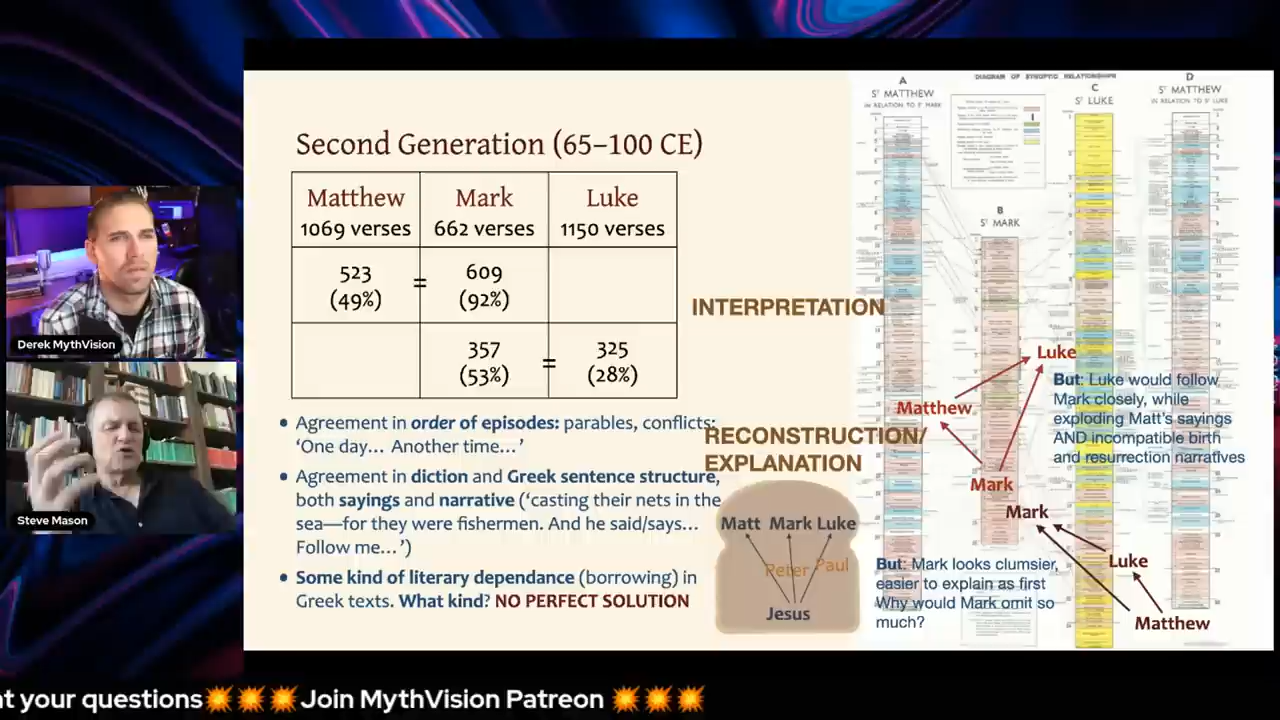 Second Generation (65–100 CE)
Matthew
1069 verses
Mark
662 verses
Luke
1150 verses
523
(49%)
=
609
(92%)
357
(53%)
=
325
(28%)
• Agreement in order of episodes: parables, conflicts;
‘One day… Another time…’
• Agreement in diction and Greek sentence structure,
both sayings and narrative (‘casting their nets in the
sea—for they were fishermen. And he said/says…
Follow me…’)
• Some kind of literary dependance (borrowing) in
Greek texts. What kind? NO PERFECT SOLUTION
INTERPRETATION
RECONSTRUCTION/
EXPLANATION
Matt Mark Luke
Peter Paul
Jesus
DIAGRAM OF SYNOPTIC RELATIONSHIPS
A
ST MATTHEW
IN RELATION TO ST MARK
B
ST MARK
C
ST LUKE
D
ST MATTHEW
IN RELATION TO ST LUKE
Luke
Matthew
Mark
But: Luke would follow
Mark closely, while
exploding Matt's sayings
AND incompatible birth
and resurrection narratives
Mark
Luke
Matthew
But: Mark looks clumsier,
easier to explain as first
Why would Mark omit so
much?
Derek MythVision
Steve Mason
at your questions💥💥💥Join MythVision Patreon 💥💥💥